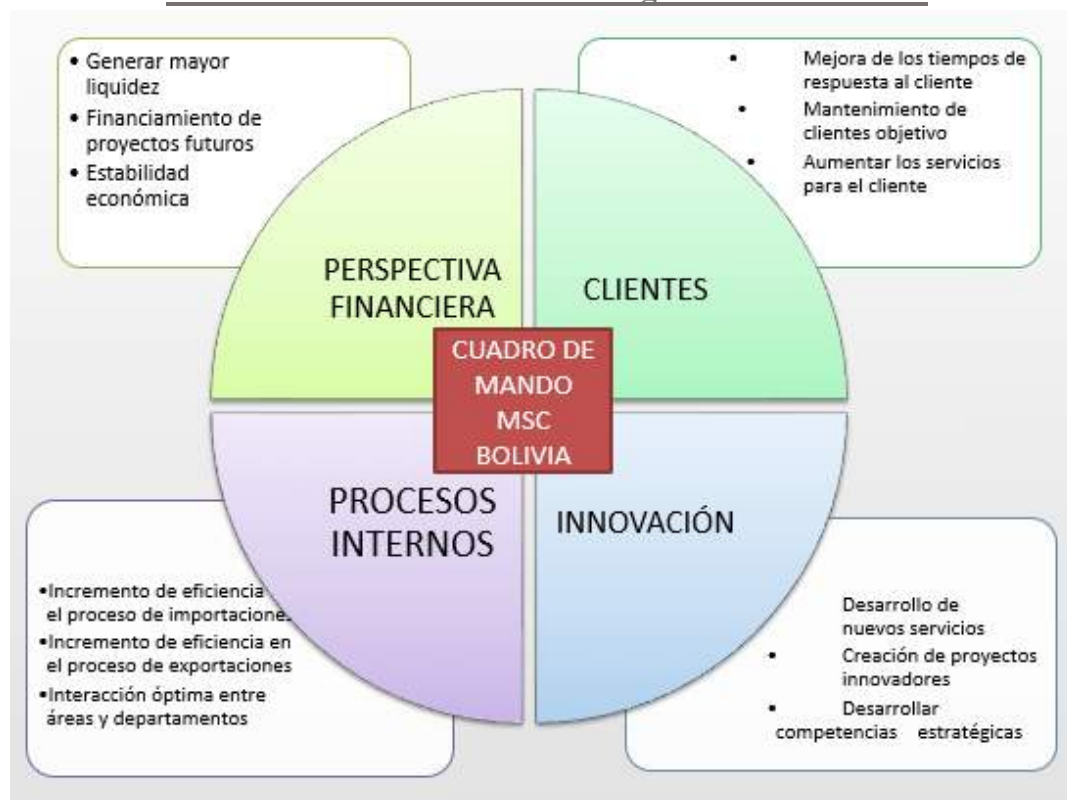 • Generar mayor
liquidez
• Financiamiento de
proyectos futuros
• Estabilidad
económica
• Mejora de los tiempos de
respuesta al cliente
• Mantenimiento de
clientes objetivo
• Aumentar los servicios
para el cliente
PERSPECTIVA
FINANCIERA
CLIENTES
CUADRO DE
MANDO
MSC
BOLIVIA
PROCESOS
INTERNOS
INNOVACIÓN
•Incremento de eficiencia
el proceso de importaciones
•Incremento de eficiencia en
el proceso de exportaciones
•Interacción óptima entre
áreas y departamentos
Desarrollo de
nuevos servicios
• Creación de proyectos
innovadores
• Desarrollar
competencias estratégicas